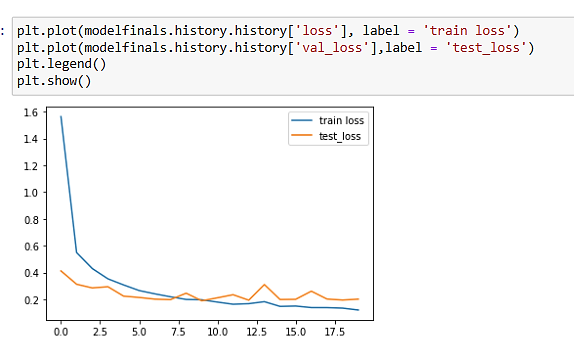 : plt.plot(modelfinals.history.history['loss'], label = 'train loss')
plt.plot(modelfinals.history.history['val_loss'],label = 'test_loss')
plt.legend()
plt.show()
train loss
test_loss
1.6
1.4
1.2
1.0
0.8
0.6
0.4
0.2
0.0 2.5 5.0 7.5 10.0 12.5 15.0 17.5